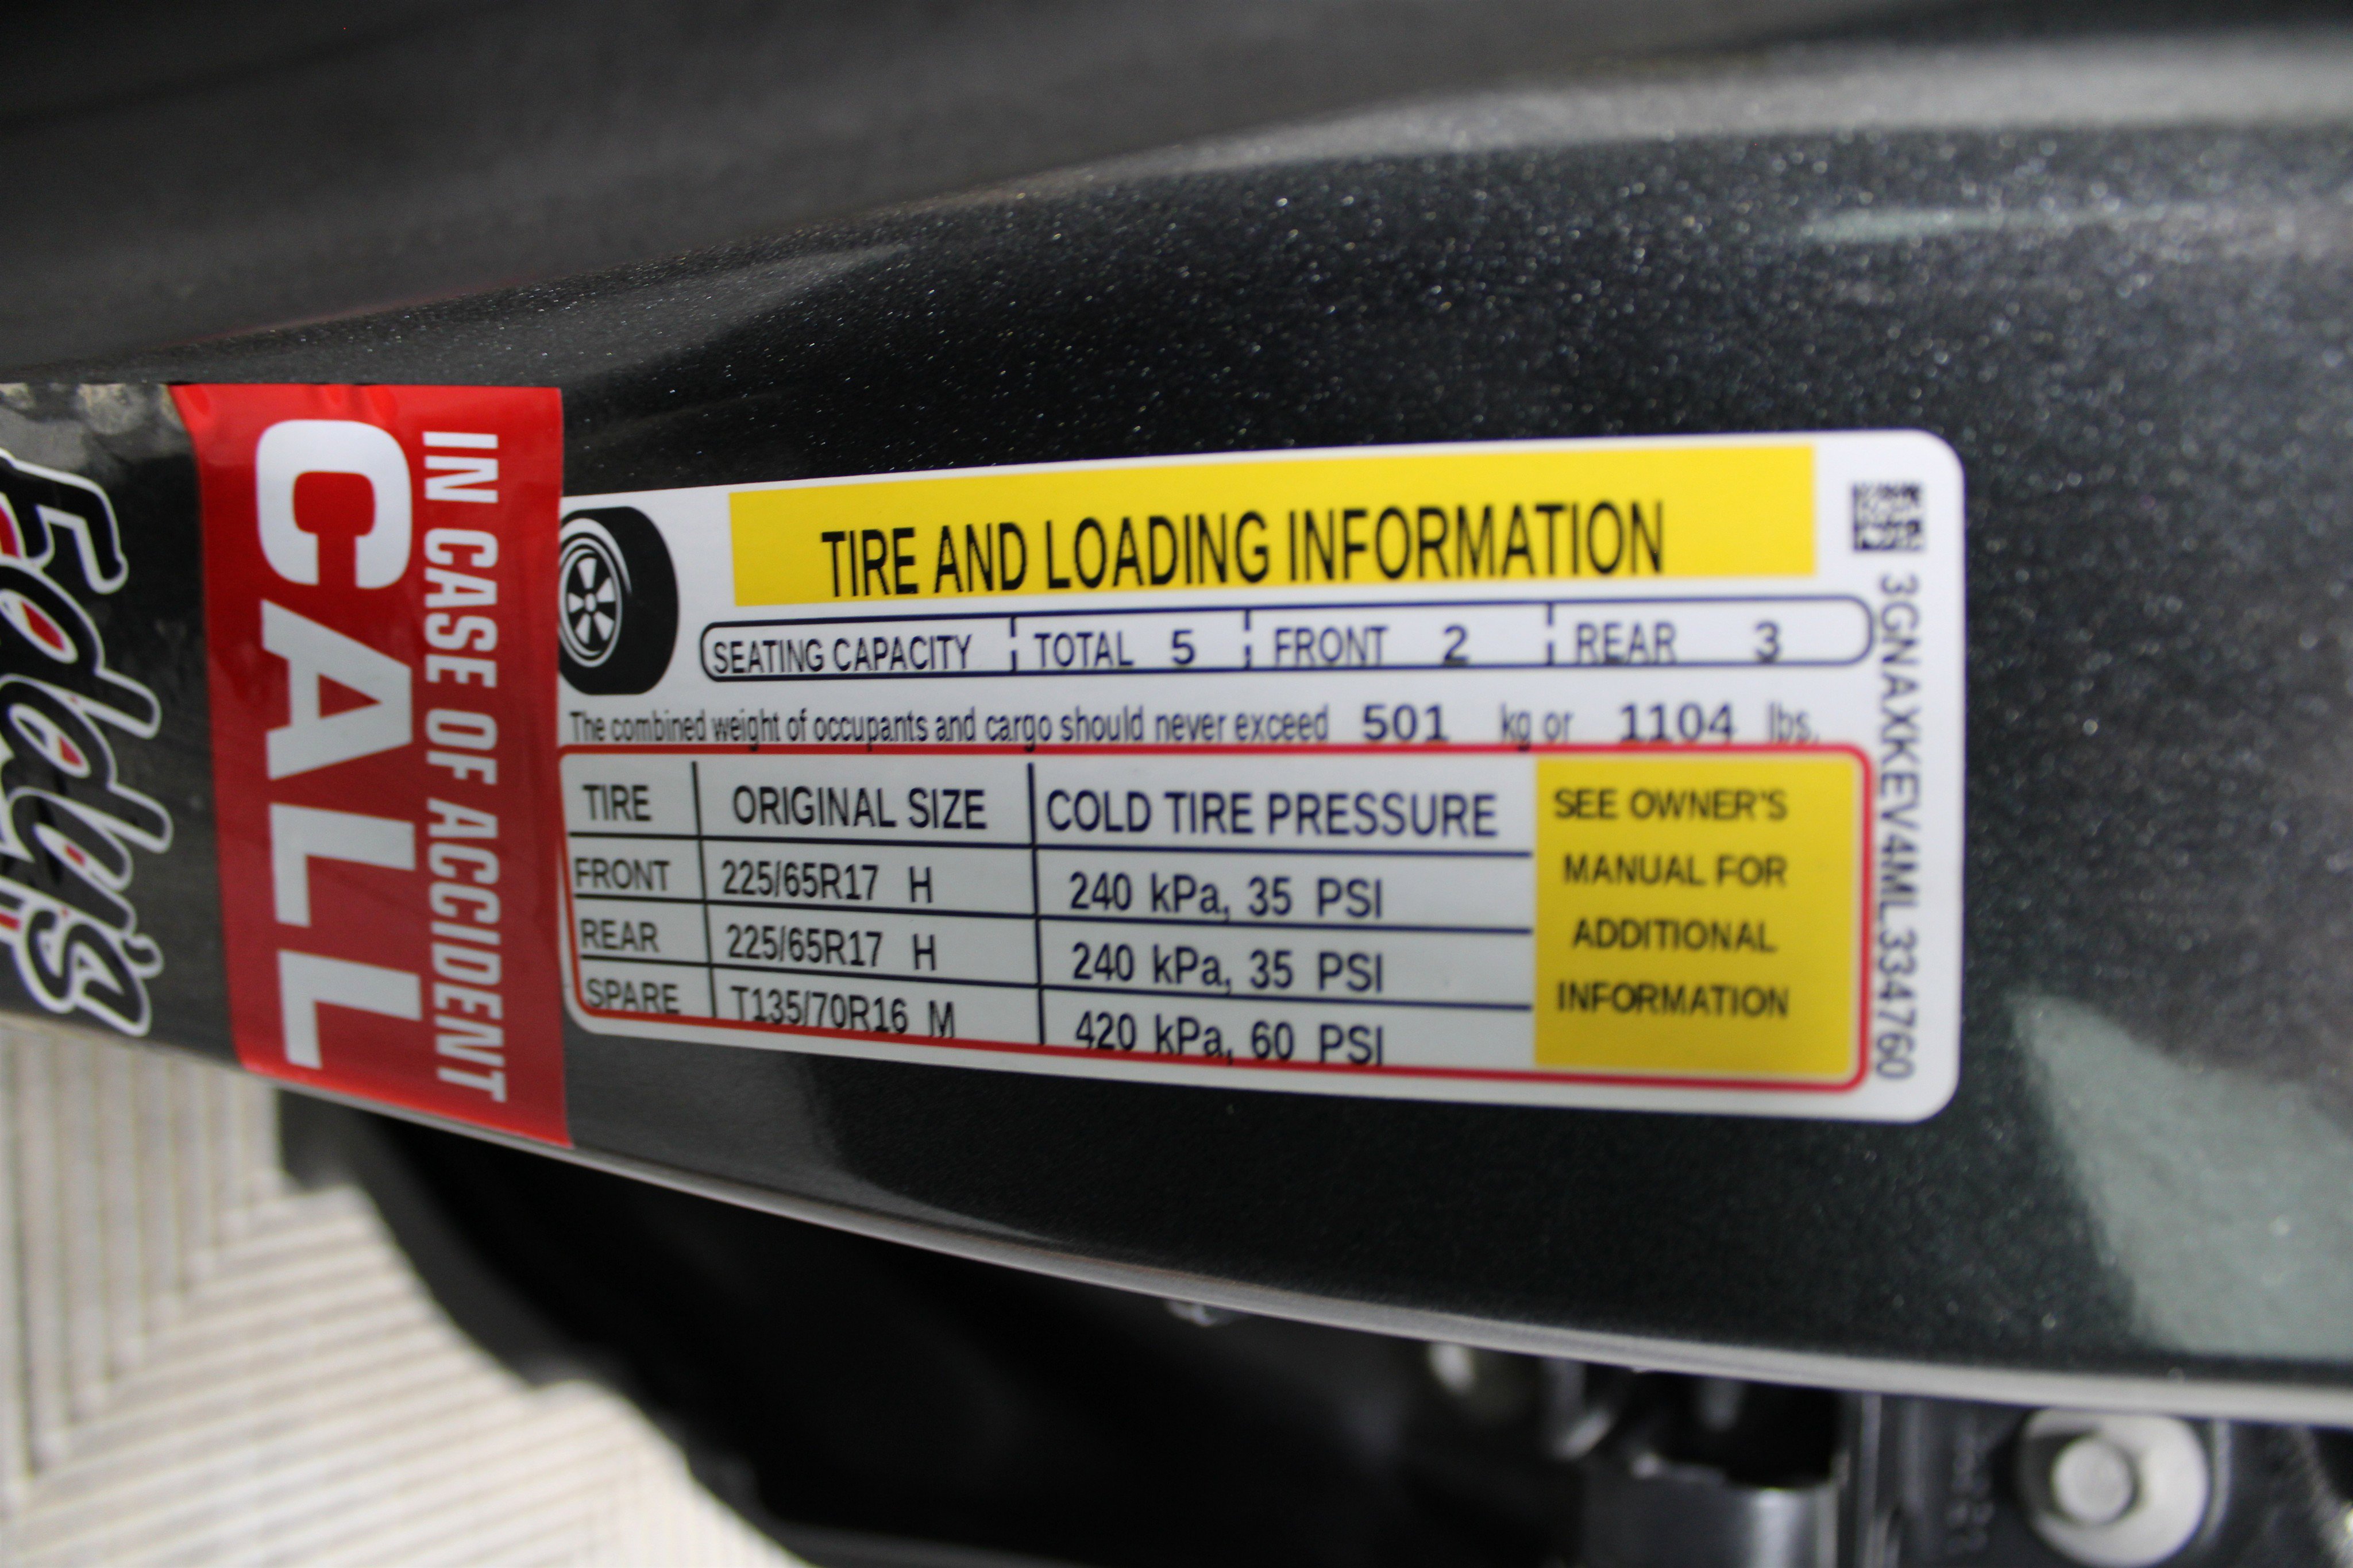 Eddy's
IN CASE OF ACCIDENT
CALL
TIRE AND LOADING INFORMATION
SEATING CAPACITY TOTAL 5 FRONT 2 REAR 3
The combined weight of occupants and cargo should never exceed 501 kg or 1104 lbs.
TIRE ORIGINAL SIZE COLD TIRE PRESSURE
FRONT 225/65R17 H 240 kPa, 35 PSI
REAR 225/65R17 H 240 kPa, 35 PSI
SPARE T135/70R16 M 420 kPa, 60 PSI
SEE OWNER'S
MANUAL FOR
ADDITIONAL
INFORMATION
3GNAXKEV4ML334760